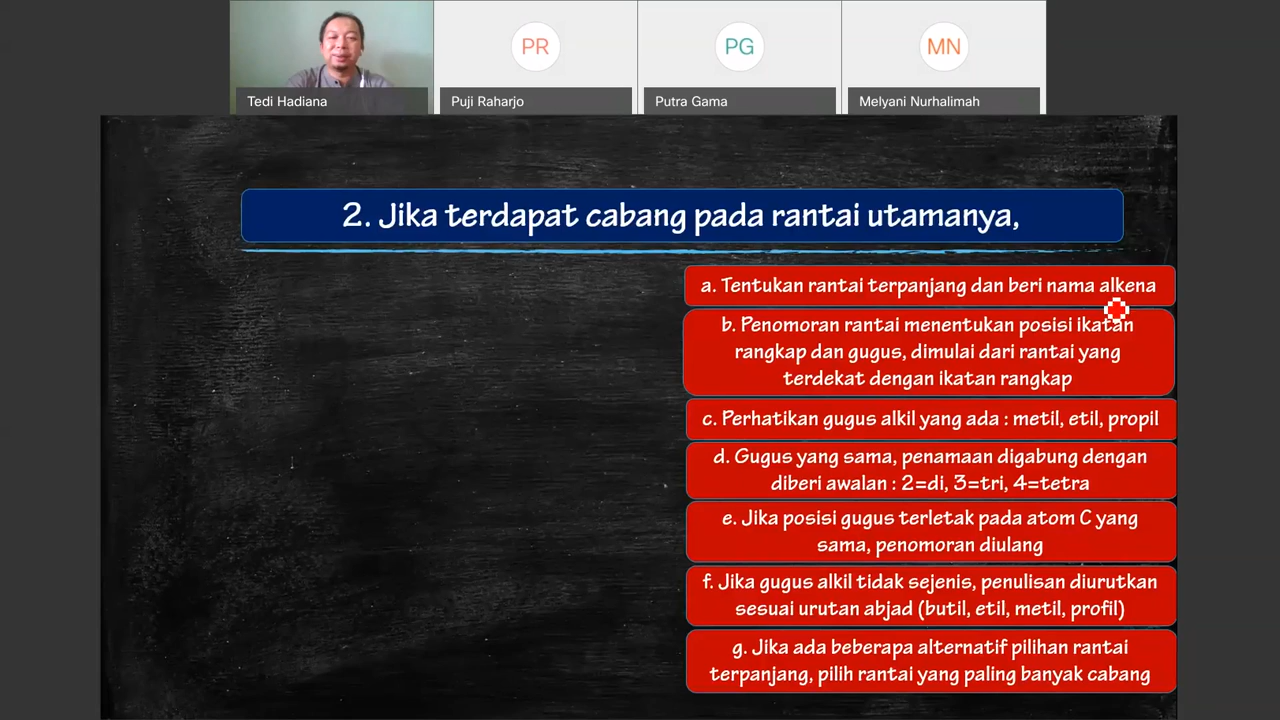 PR
PG
MN
Tedi Hadiana
Puji Raharjo
Putra Gama
Melyani Nurhalimah
2. Jika terdapat cabang pada rantai utamanya,
a. Tentukan rantai terpanjang dan beri nama alkena
b. Penomoran rantai menentukan posisi ikatan
rangkap dan gugus, dimulai dari rantai yang
terdekat dengan ikatan rangkap
c. Perhatikan gugus alkil yang ada : metil, etil, propil
d. Gugus yang sama, penamaan digabung dengan
diberi awalan : 2=di, 3=tri, 4=tetra
e. Jika posisi gugus terletak pada atom C yang
sama, penomoran diulang
f. Jika gugus alkil tidak sejenis, penulisan diurutkan
sesuai urutan abjad (butil, etil, metil, profil)
g. Jika ada beberapa alternatif pilihan rantai
terpanjang, pilih rantai yang paling banyak cabang